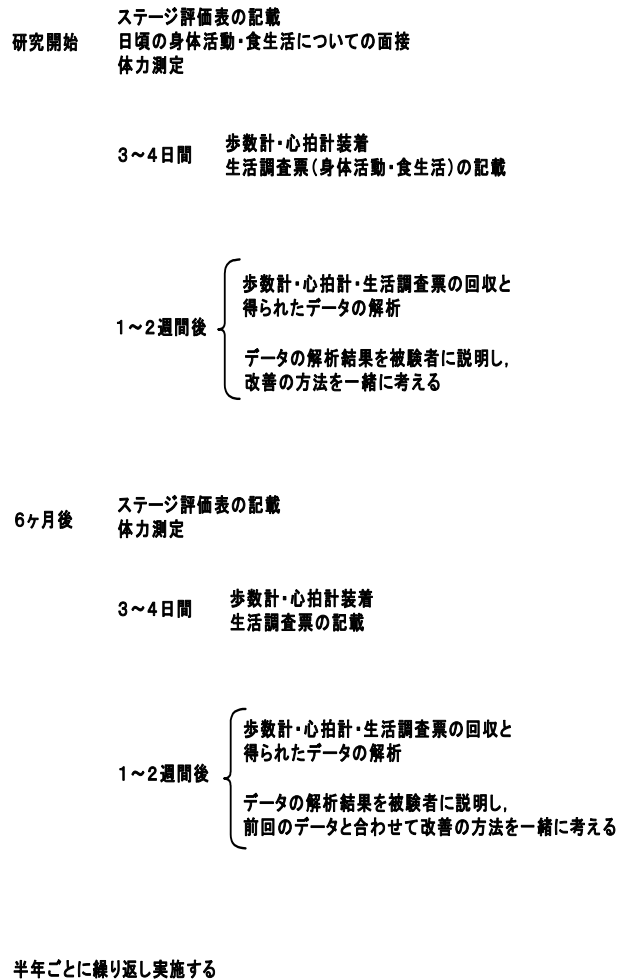 ステージ評価表の記載
研究開始 日頃の身体活動・食生活についての面接
体力測定
歩数計・心拍計装着
3～4日間
生活調査票(身体活動・食生活)の記載
歩数計・心拍計・生活調査票の回収と
得られたデータの解析
1～2週間後
データの解析結果を被験者に説明し,
改善の方法を一緒に考える
ステージ評価表の記載
6ヶ月後
体力測定
歩数計・心拍計装着
3～4日間
生活調査票の記載
歩数計・心拍計・生活調査票の回収と
得られたデータの解析
1～2週間後
データの解析結果を被験者に説明し,
前回のデータと合わせて改善の方法を一緒に考える
半年ごとに繰り返し実施する